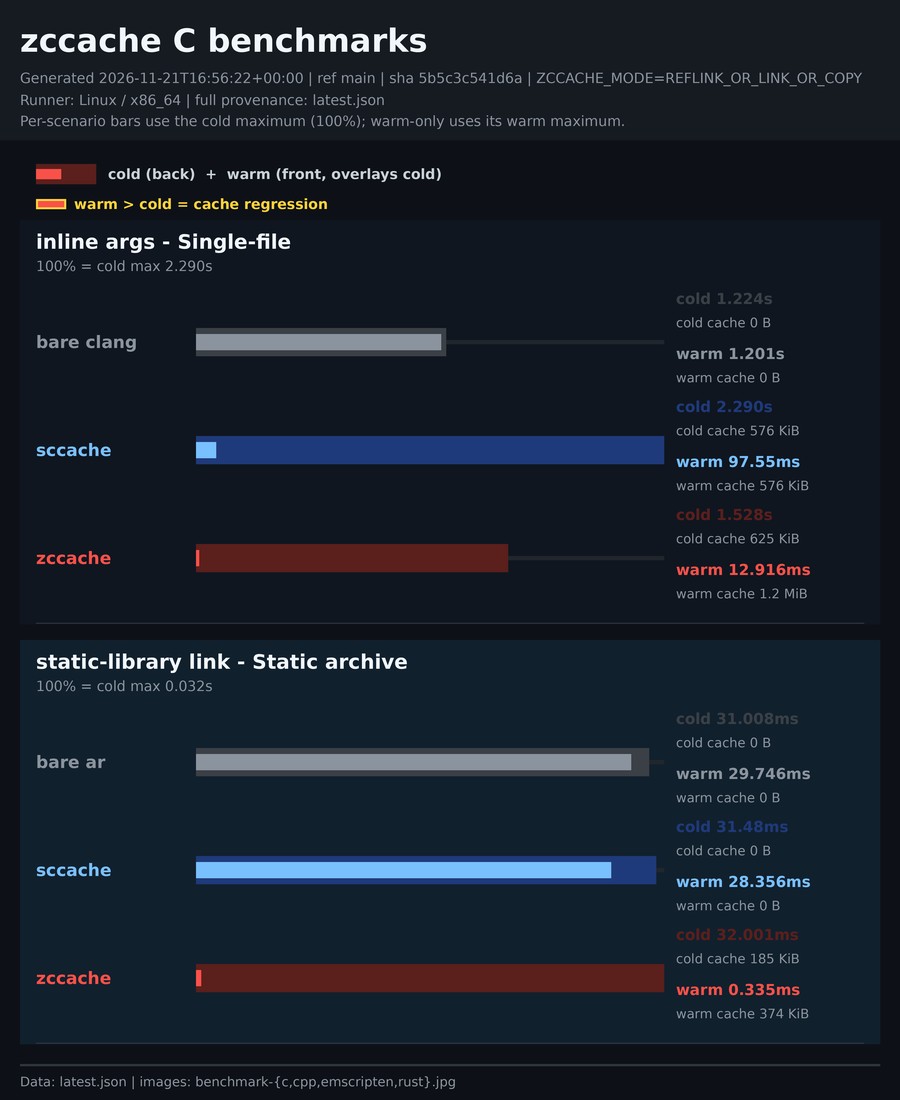 zccache C benchmarks
Generated 2026-11-21T16:56:22+00:00 | ref main | sha 5b5c3c541d6a | ZCCACHE_MODE=REFLINK_OR_LINK_OR_COPY
Runner: Linux / x86_64 | full provenance: latest.json
Per-scenario bars use the cold maximum (100%); warm-only uses its warm maximum.
cold (back) + warm (front, overlays cold)
warm > cold = cache regression
inline args - Single-file
100% = cold max 2.290s
bare clang
cold 1.224s
cold cache 0 B
warm 1.201s
warm cache 0 B
sccache
cold 2.290s
cold cache 576 KiB
warm 97.55ms
warm cache 576 KiB
zccache
cold 1.528s
cold cache 625 KiB
warm 12.916ms
warm cache 1.2 MiB
static-library link - Static archive
100% = cold max 0.032s
bare ar
cold 31.008ms
cold cache 0 B
warm 29.746ms
warm cache 0 B
sccache
cold 31.48ms
cold cache 0 B
warm 28.356ms
warm cache 0 B
zccache
cold 32.001ms
cold cache 185 KiB
warm 0.335ms
warm cache 374 KiB
Data: latest.json | images: benchmark-{c,cpp,emscripten,rust}.jpg